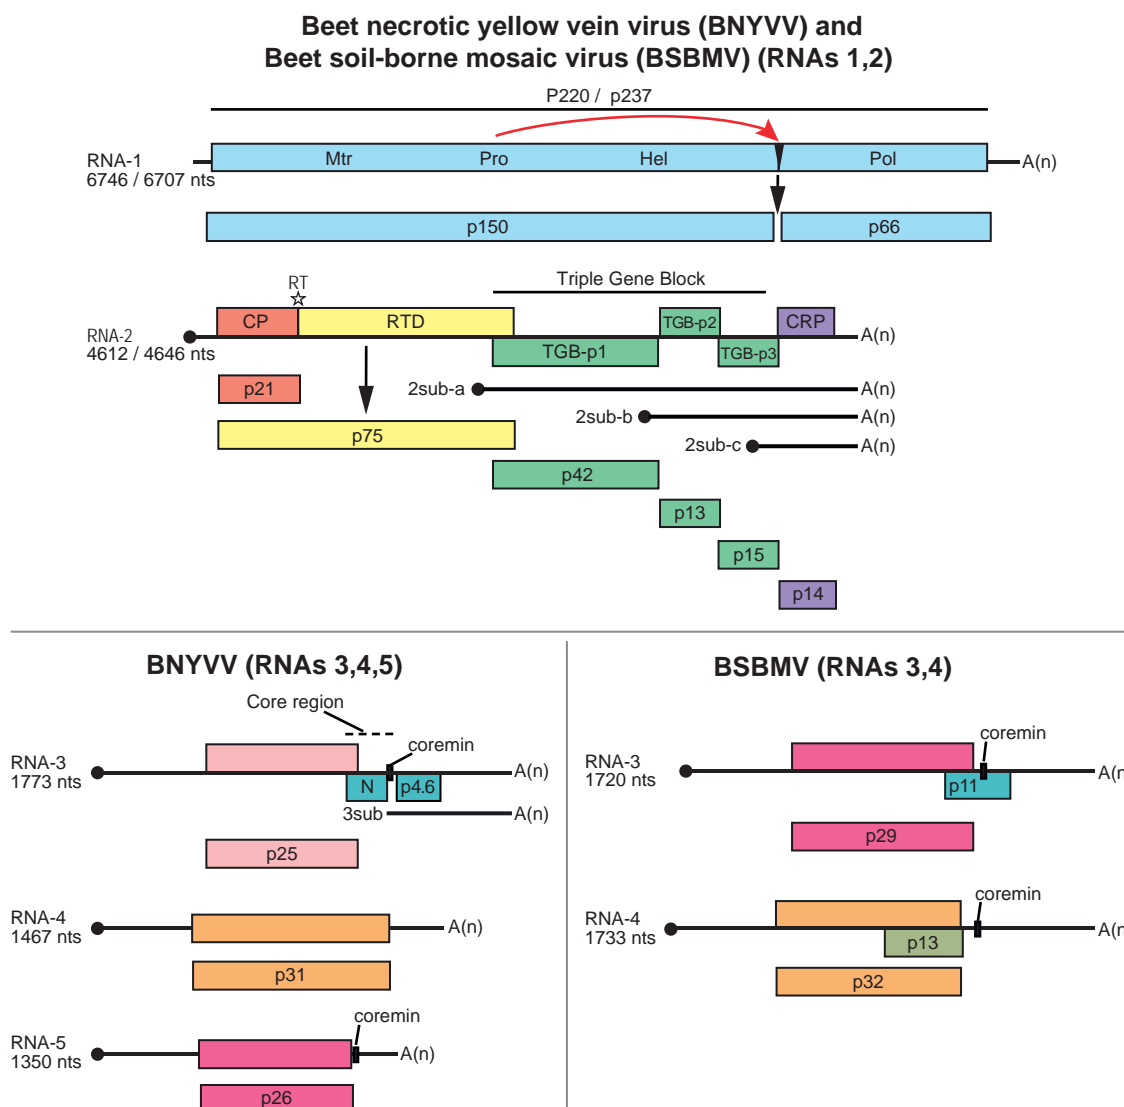 Beet necrotic yellow vein virus (BNYVV) and
Beet soil-borne mosaic virus (BSBMV) (RNAs 1,2)
P220 / p237
RNA-1
6746 / 6707 nts
Mtr Pro Hel Pol A(n)
p150 p66
Triple Gene Block
RT
CP RTD TGB-p2 CRP
RNA-2
4612 / 4646 nts
A(n)
TGB-p1 TGB-p3
p21
2sub-a A(n)
2sub-b A(n)
p75
2sub-c A(n)
p42
p13
p15
p14
BNYVV (RNAs 3,4,5)
Core region
coremin
RNA-3
1773 nts
A(n)
N p4.6
3sub A(n)
p25
RNA-4
1467 nts
A(n)
p31
coremin
RNA-5
1350 nts
A(n)
p26
BSBMV (RNAs 3,4)
coremin
RNA-3
1720 nts
A(n
p11
p29
coremin
RNA-4
1733 nts
A(n
p13
p32